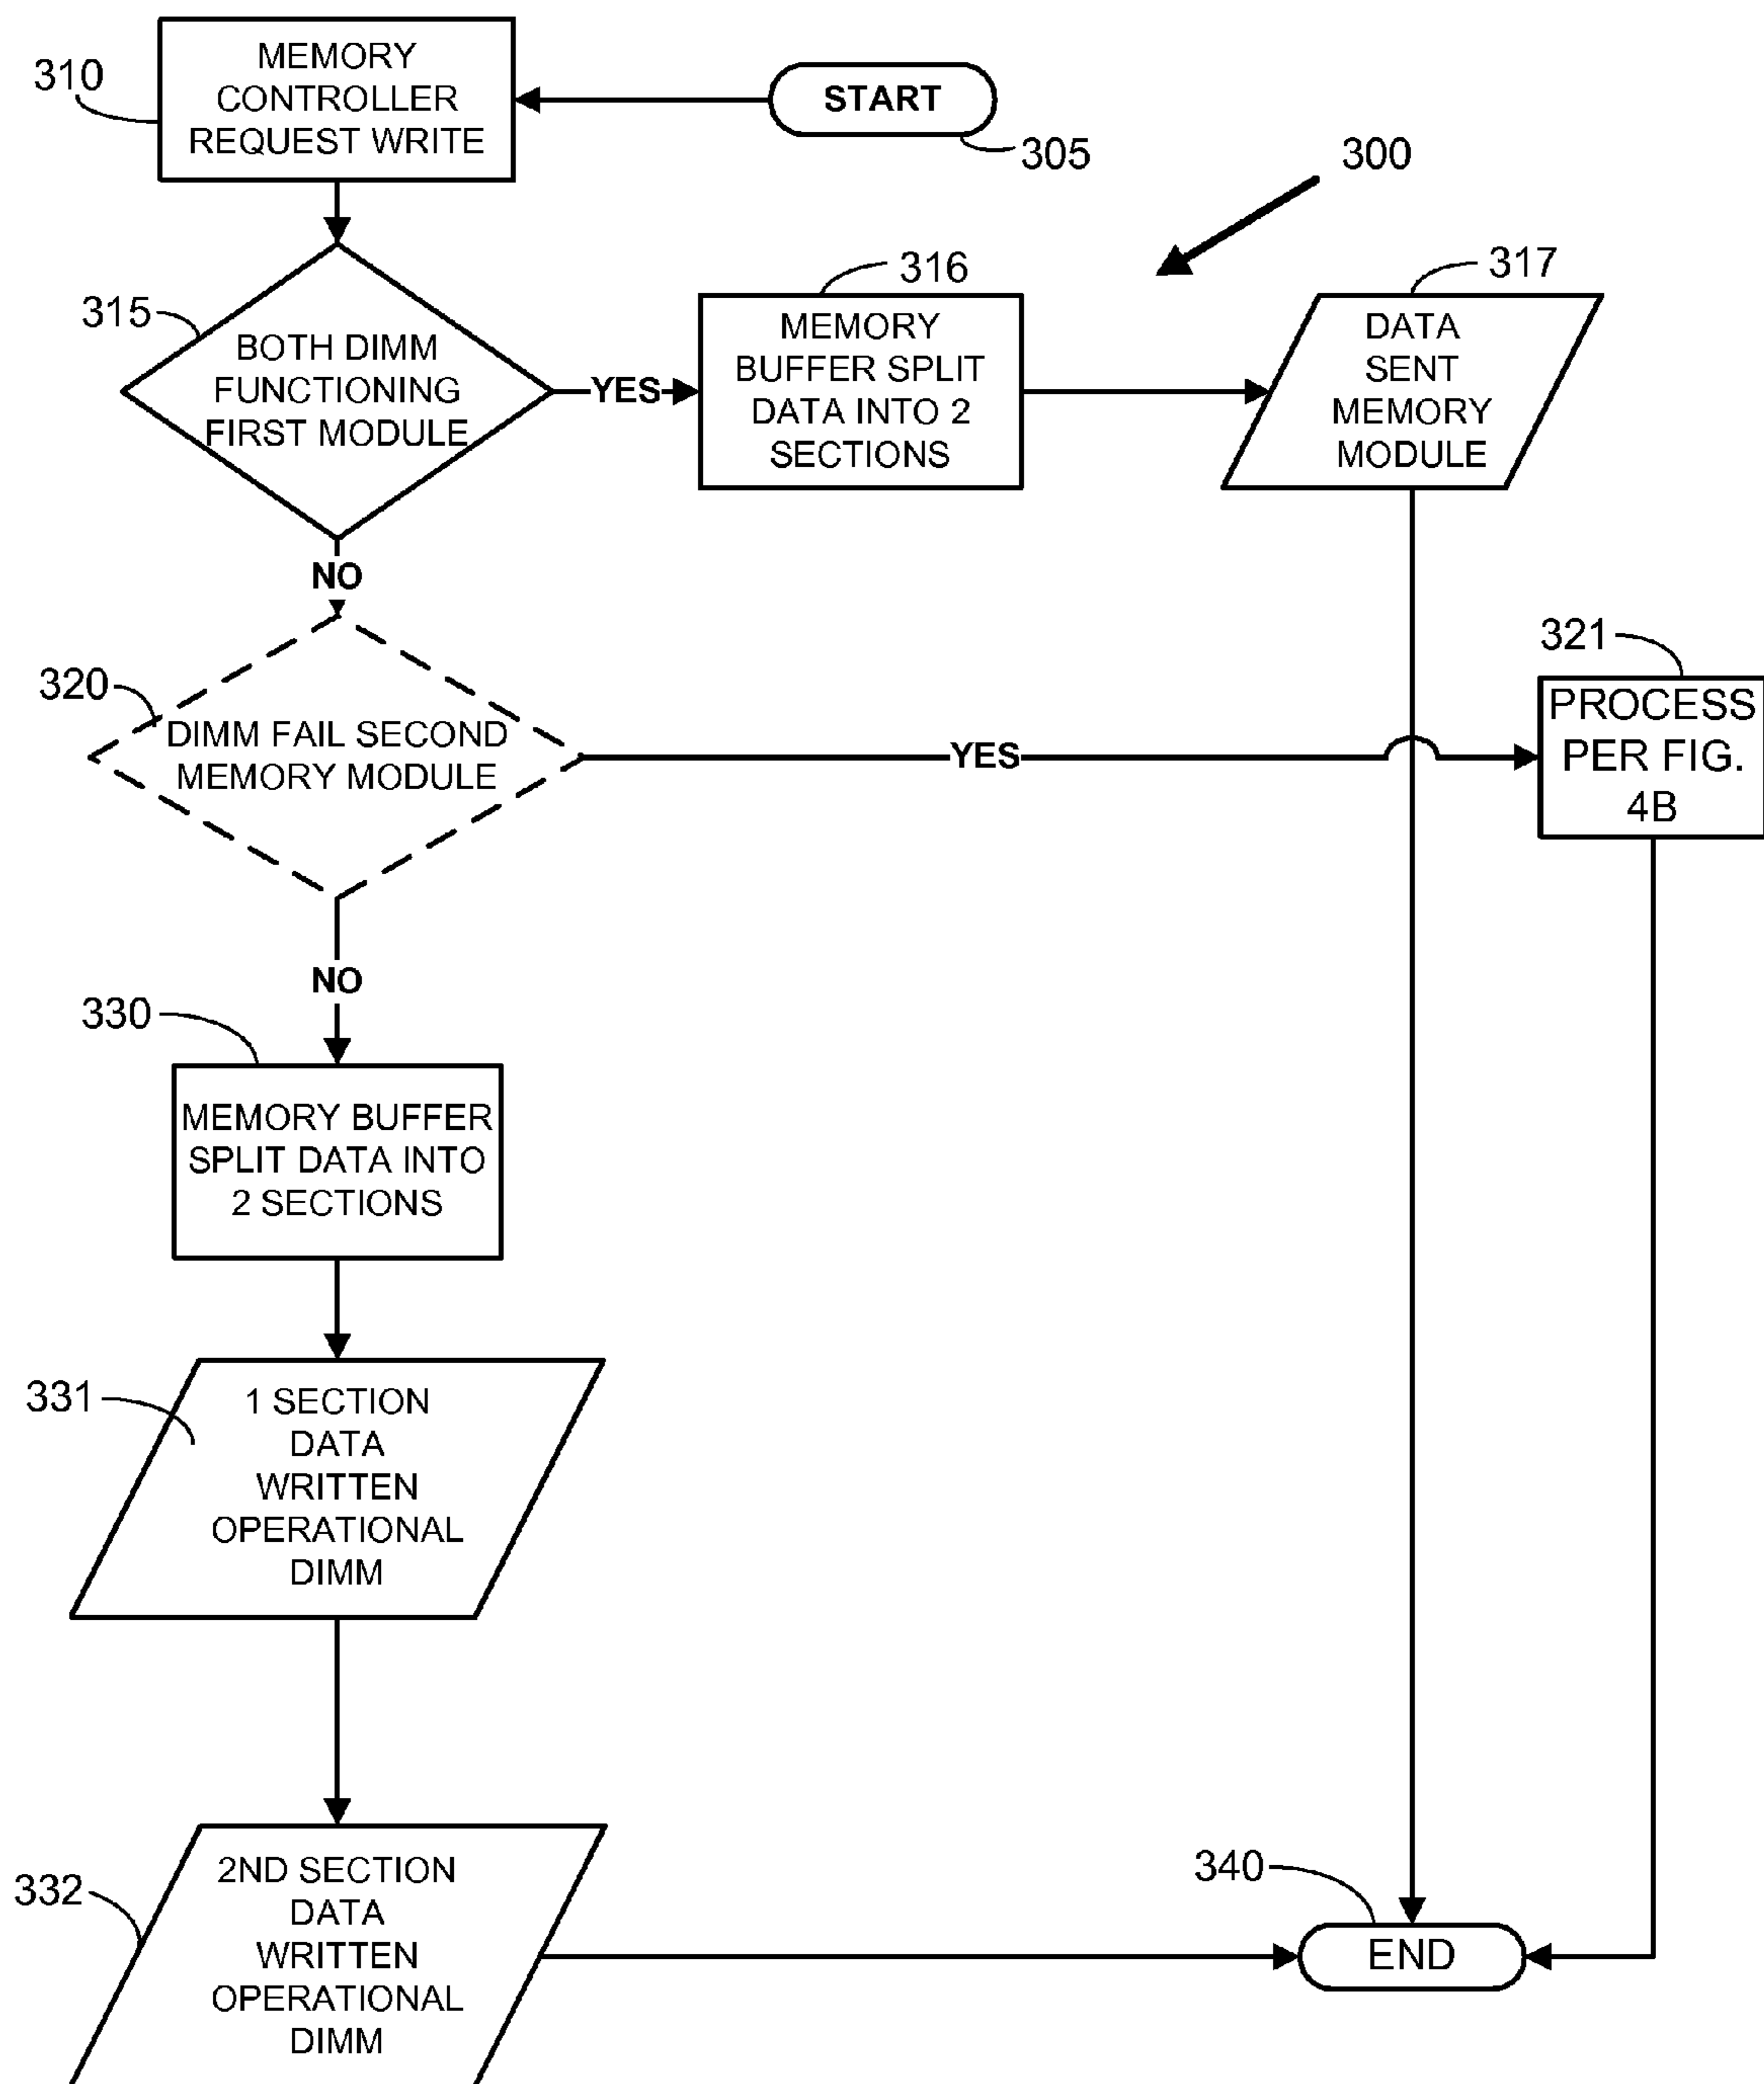 310
MEMORY
CONTROLLER
REQUEST WRITE
START
305
300
315
BOTH DIMM
FUNCTIONING
FIRST MODULE
YES
316
MEMORY
BUFFER SPLIT
DATA INTO 2
SECTIONS
317
DATA
SENT
MEMORY
MODULE
NO
320
DIMM FAIL SECOND
MEMORY MODULE
YES
321
PROCESS
PER FIG.
4B
NO
330
MEMORY BUFFER
SPLIT DATA INTO
2 SECTIONS
331
1 SECTION
DATA
WRITTEN
OPERATIONAL
DIMM
332
2ND SECTION
DATA
WRITTEN
OPERATIONAL
DIMM
340
END